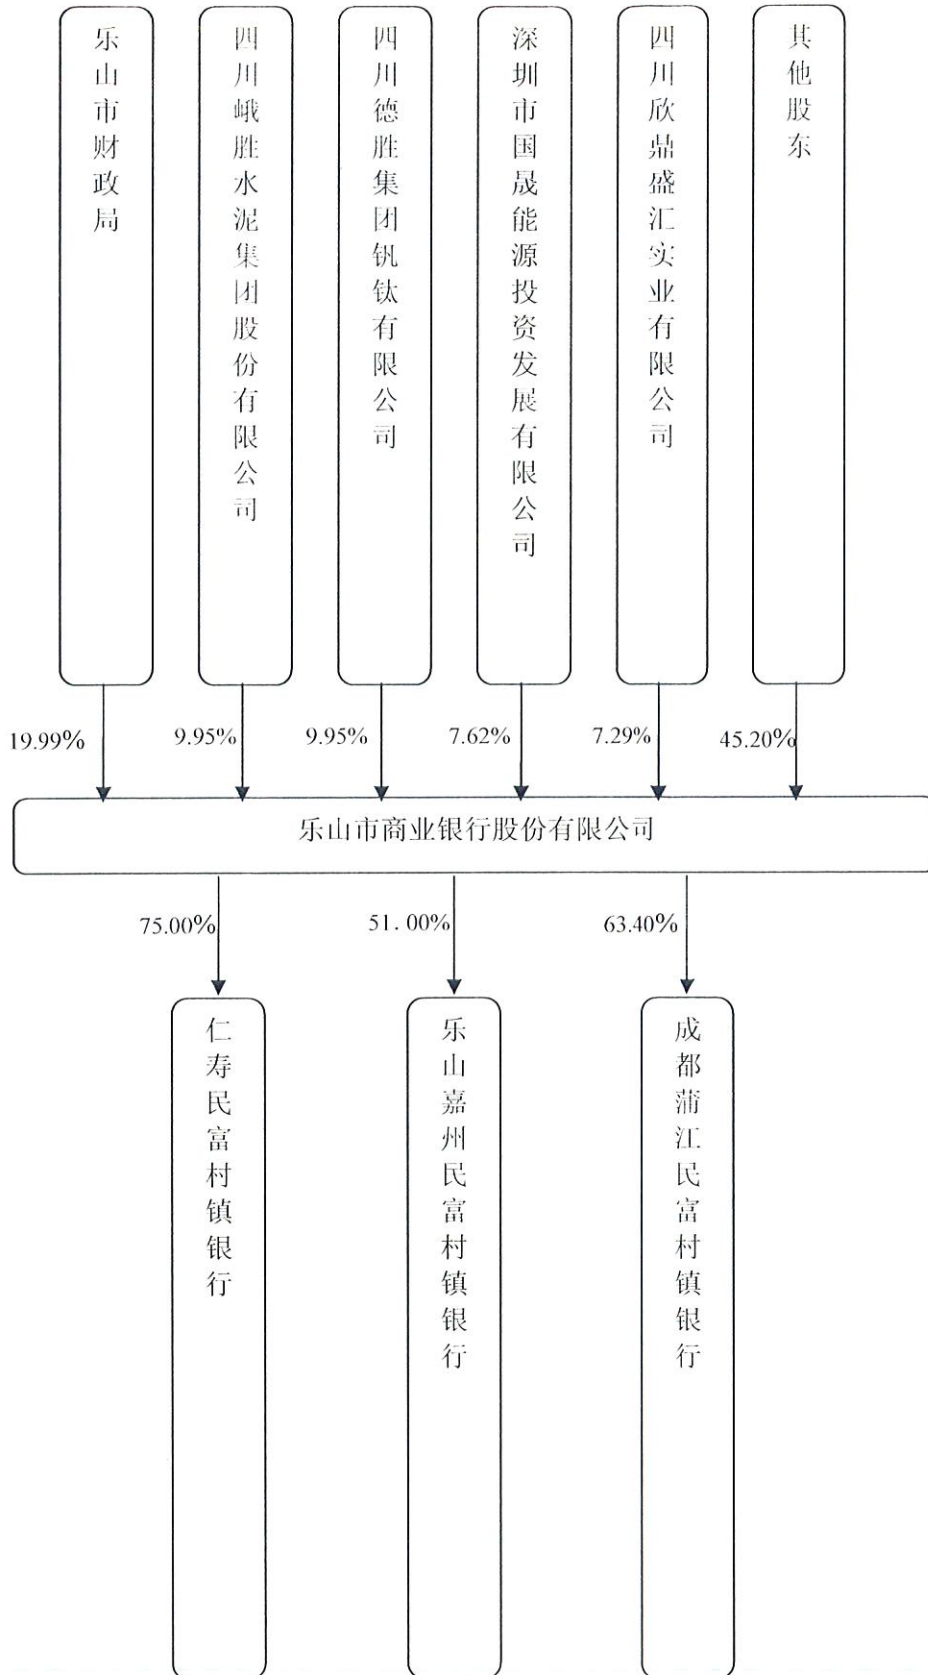 乐山市财政局
四川峨胜水泥集团股份有限公司
四川德胜集团钒钛有限公司
深圳市国晟能源投资发展有限公司
四川欣鼎盛汇实业有限公司
其他股东
19.99%
9.95%
9.95%
7.62%
7.29%
45.20%
乐山市商业银行股份有限公司
75.00%
51.00%
63.40%
仁寿民富村镇银行
乐山嘉州民富村镇银行
成都蒲江民富村镇银行